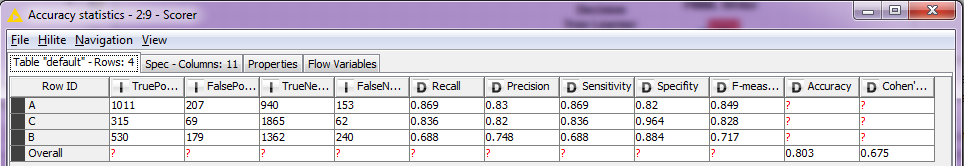 Accuracy statistics - 2:9 - Scorer
File Hilite Navigation View
Table "default" - Rows: 4 Spec - Columns: 11 Properties Flow Variables
Row ID I TruePo... I FalsePo... I TrueNe... I FalseN... D Recall D Precision D Sensitivity D Specifity D F-meas... D Accuracy D Cohen'...
A 1011 207 940 153 0.869 0.83 0.869 0.82 0.849 ? ?
C 315 69 1865 62 0.836 0.82 0.836 0.964 0.828 ? ?
B 530 179 1362 240 0.688 0.748 0.688 0.884 0.717 ? ?
Overall ? ? ? ? ? ? ? ? ? 0.803 0.675